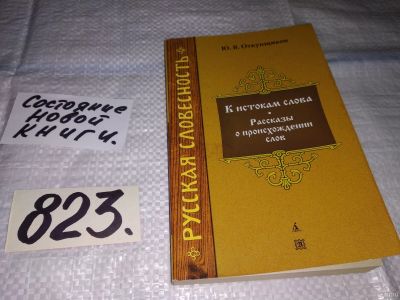 Состояние
новой
книги.
823.
РУССКАЯ СЛОВЕСНОСТЬ
Ю. В. Откупщиков
К истокам слова
Рассказы
о происхождении
слов